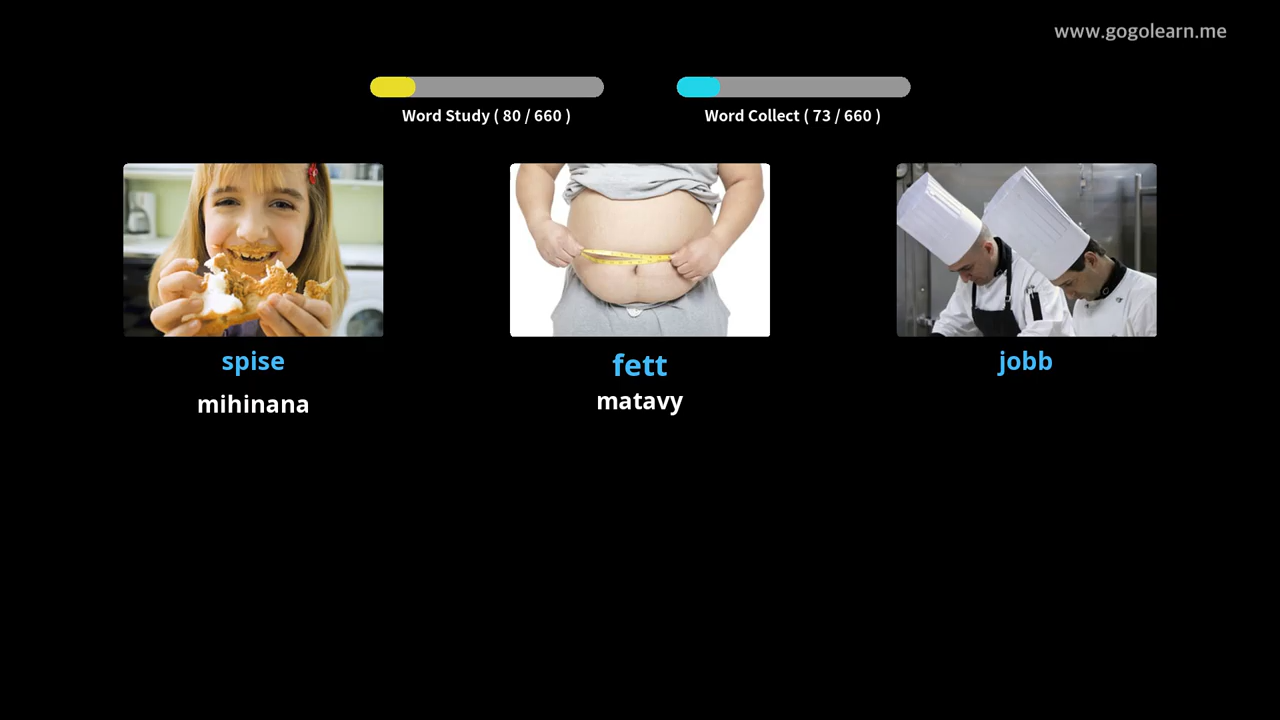 www.gogolearn.me
Word Study ( 80 / 660 )
Word Collect ( 73 / 660 )
spise
fett
jobb
mihinana
matavy